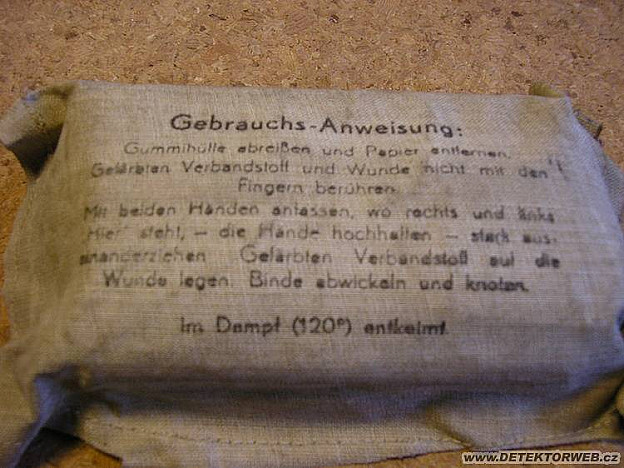 Gebrauchs-Anweisung:
Gummihülle abreißen und Papier entfernen.
Gefärbten Verbandstoff und Wunde nicht mit den
Fingern berühren.
Mit beiden Händen anfassen, wo rechts und links
"Hier" steht, – die Hände hochhalten – stark aus-
einanderziehen. Gefärbten Verbandstoff auf die
Wunde legen. Binde abwickeln und knoten.
Im Dampf (120°) entkeimt.
www.DETEKTORWEB.cz